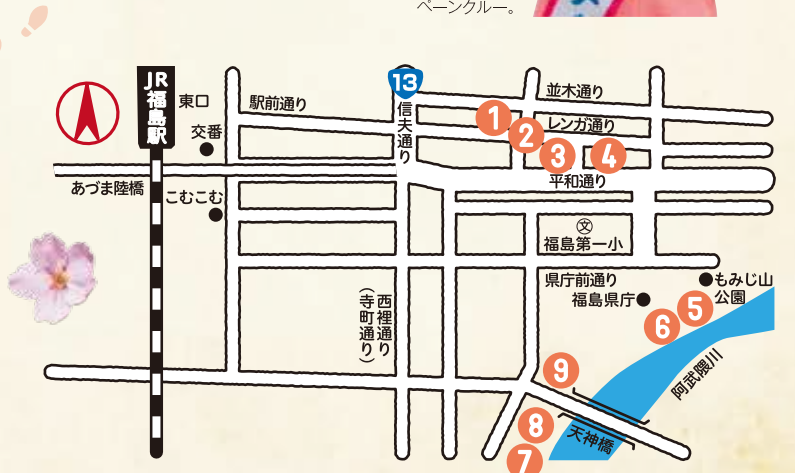 ペーンクルー。
JR福島駅
東口
交番
駅前通り
13
信夫通り
並木通り
レンガ通り
1
2
3
4
平和通り
あづま陸橋
こむこむ
文
福島第一小
県庁前通り
福島県庁
もみじ山
公園
5
6
西裡通り
(寺町通り)
阿武隈川
9
8
7
天神橋